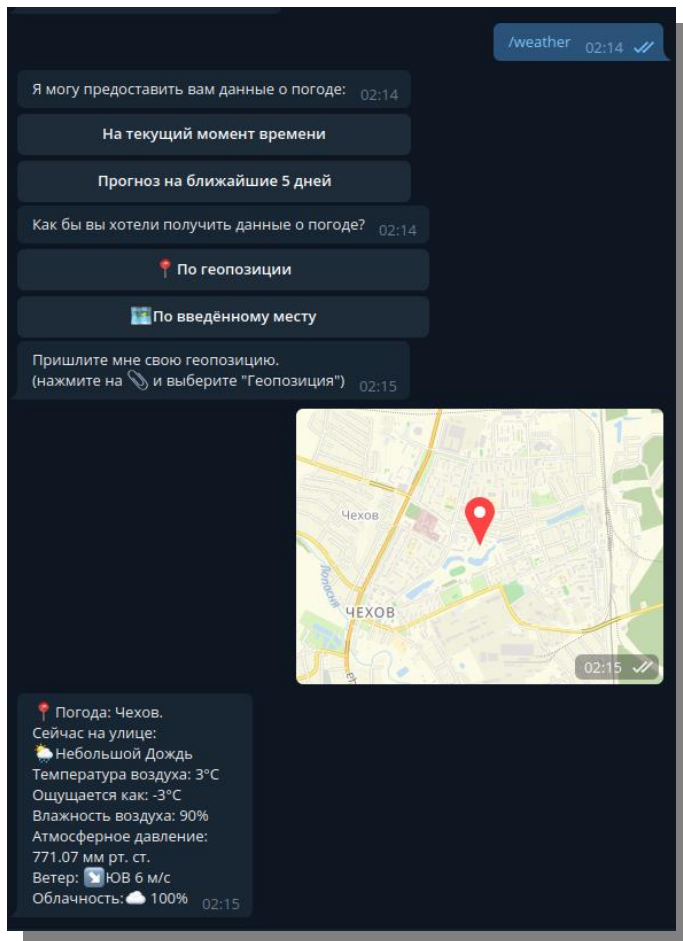 /weather 02:14
Я могу предоставить вам данные о погоде: 02:14
На текущий момент времени
Прогноз на ближайшие 5 дней
Как бы вы хотели получить данные о погоде? 02:14
По геопозиции
По введённому месту
Пришлите мне свою геопозицию.
(нажмите на 📎 и выберите "Геопозиция") 02:15
Чехов
Лопасня
ЧЕХОВ
02:15
Погода: Чехов.
Сейчас на улице:
Небольшой Дождь
Температура воздуха: 3°C
Ощущается как: -3°C
Влажность воздуха: 90%
Атмосферное давление:
771.07 мм рт. ст.
Ветер: ↘ЮВ 6 м/с
Облачность:☁ 100% 02:15